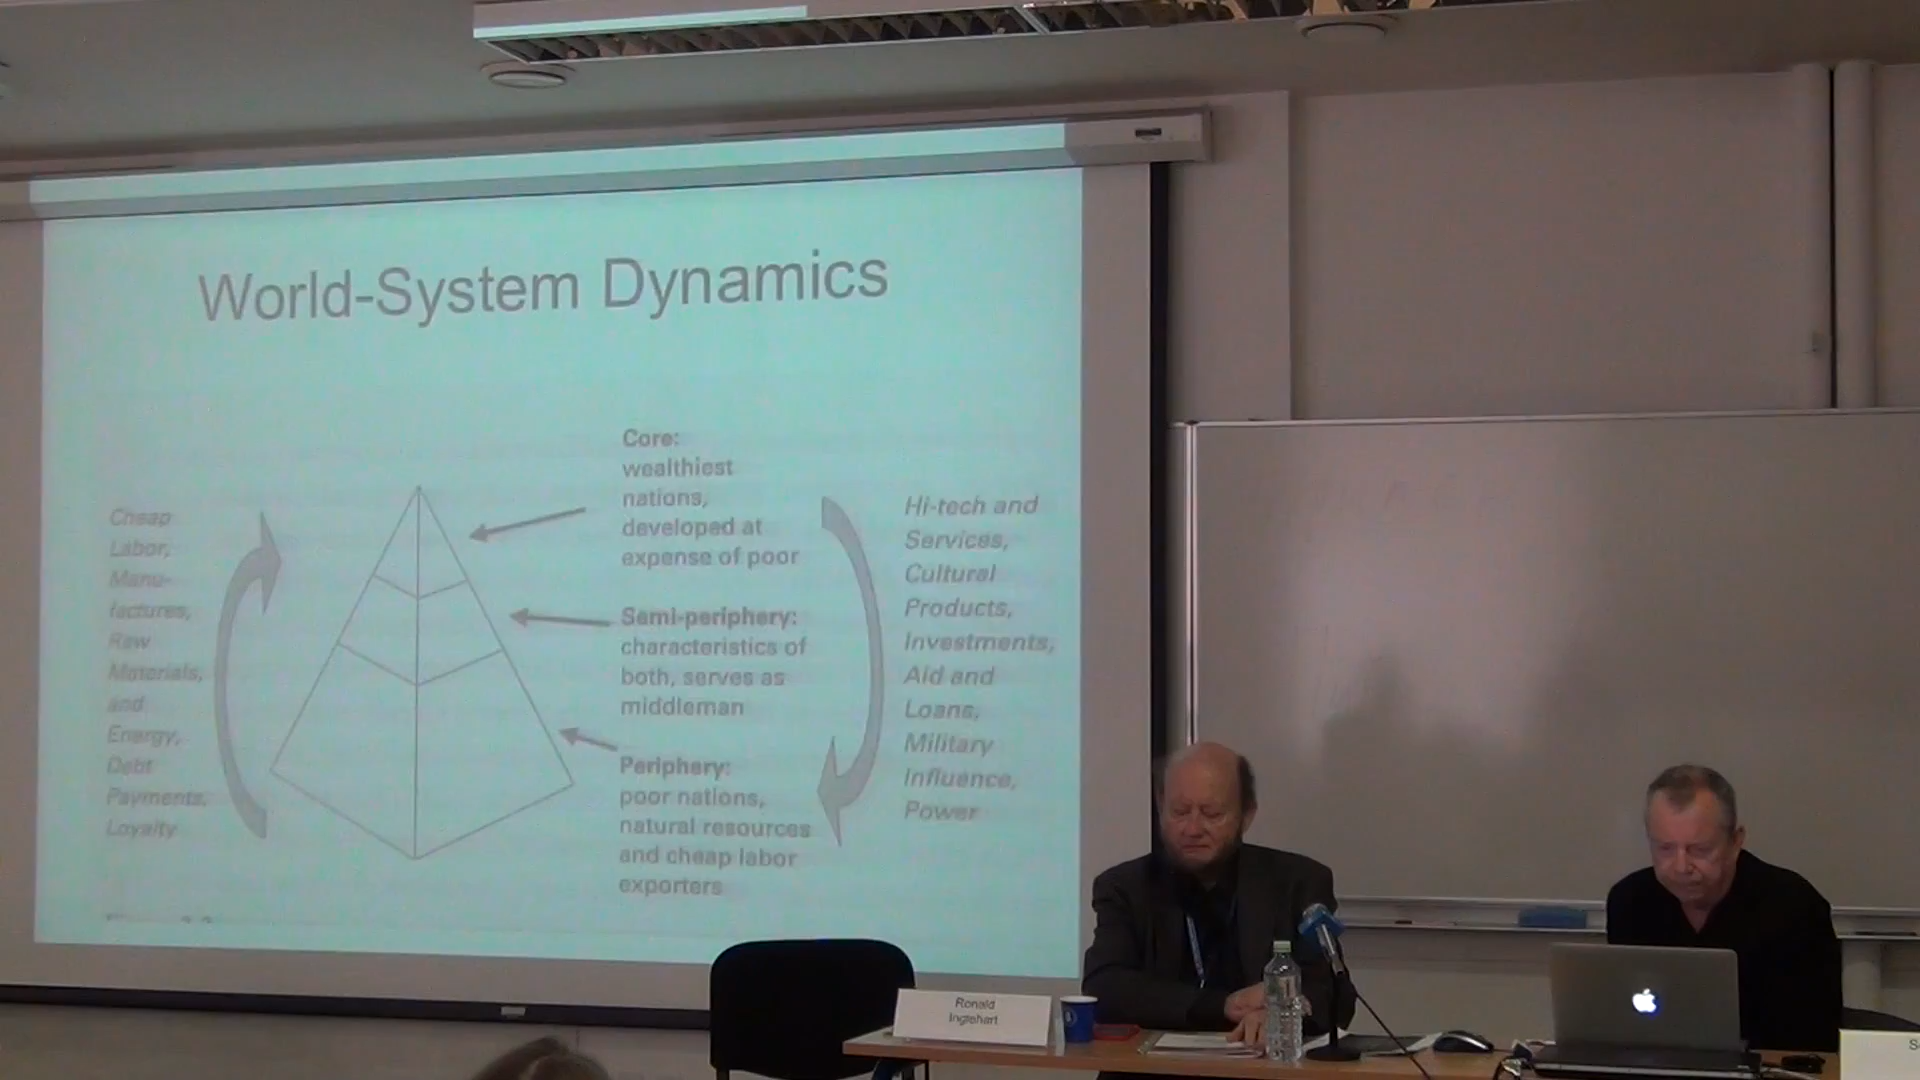 World-System Dynamics
Cheap
Labor,
Manu-
factures,
Raw
Materials,
and
Energy,
Debt
Payments,
Loyalty
Core:
wealthiest
nations,
developed at
expense of poor
Semi-periphery:
characteristics of
both, serves as
middleman
Periphery:
poor nations,
natural resources
and cheap labor
exporters
Hi-tech and
Services,
Cultural
Products,
Investments,
Aid and
Loans,
Military
Influence,
Power
Ronald
Inglehart